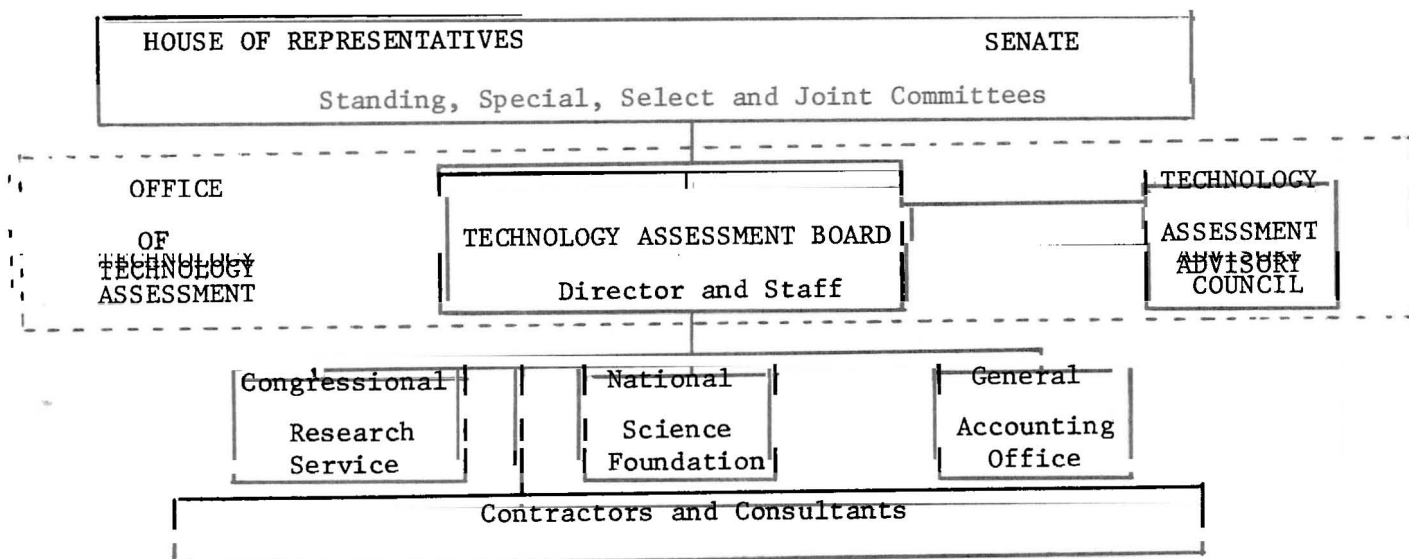 HOUSE OF REPRESENTATIVES SENATE
Standing, Special, Select and Joint Committees
OFFICE
OF
TECHNOLOGY
ASSESSMENT
TECHNOLOGY ASSESSMENT BOARD
Director and Staff
TECHNOLOGY
ASSESSMENT
ADVISORY
COUNCIL
Congressional
Research
Service
National
Science
Foundation
General
Accounting
Office
Contractors and Consultants